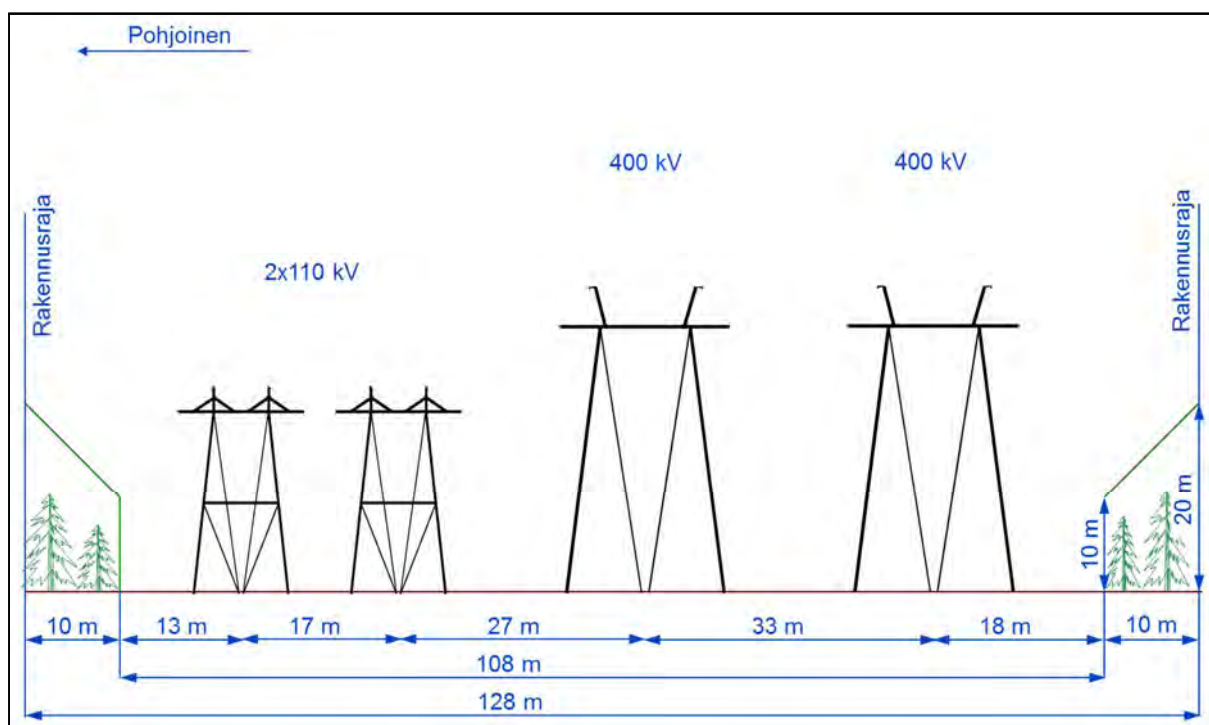 Pohjoinen
400 kV
400 kV
Rakennusraja
Rakennusraja
2x110 kV
20 m
10 m
10 m
13 m
17 m
27 m
33 m
18 m
10 m
108 m
128 m